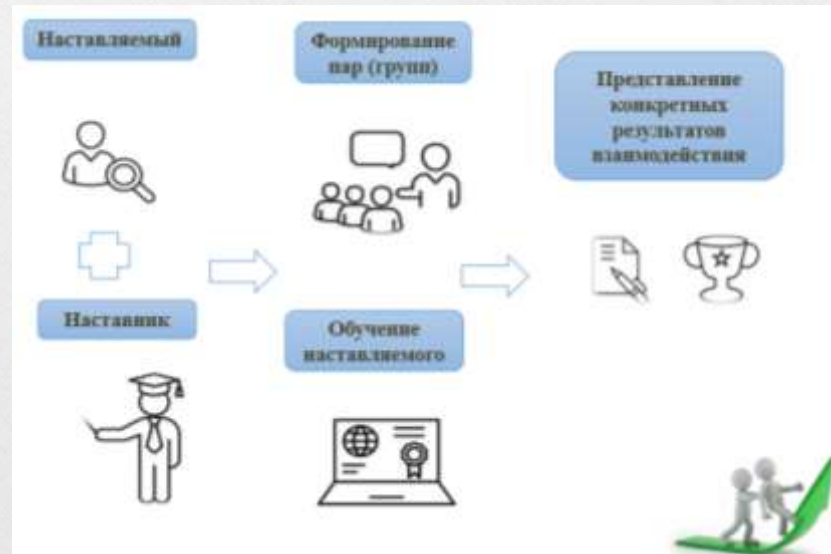 Наставляемый
Формирование
пар (групп)
Представление
конкретных
результатов
взаимодействия
Наставник
Обучение
наставляемого